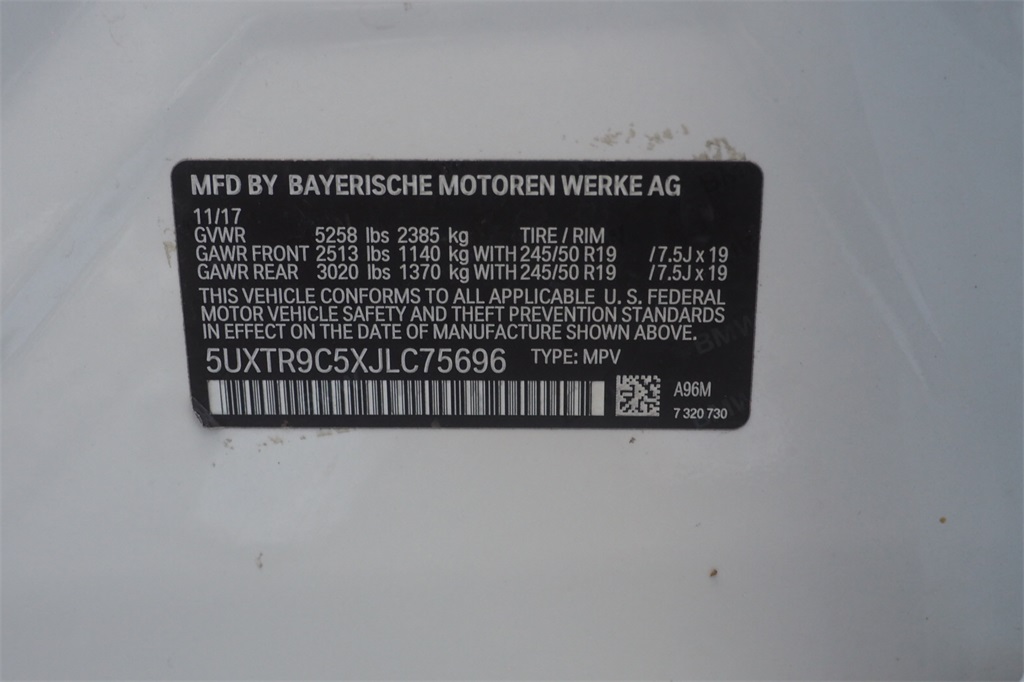 MFD BY BAYERISCHE MOTOREN WERKE AG
11/17
GVWR 5258 lbs 2385 kg TIRE / RIM
GAWR FRONT 2513 lbs 1140 kg WITH 245/50 R19 /7.5J x 19
GAWR REAR 3020 lbs 1370 kg WITH 245/50 R19 /7.5J x 19
THIS VEHICLE CONFORMS TO ALL APPLICABLE U. S. FEDERAL
MOTOR VEHICLE SAFETY AND THEFT PREVENTION STANDARDS
IN EFFECT ON THE DATE OF MANUFACTURE SHOWN ABOVE.
5UXTR9C5XJLC75696 TYPE: MPV
A96M
7 320 730